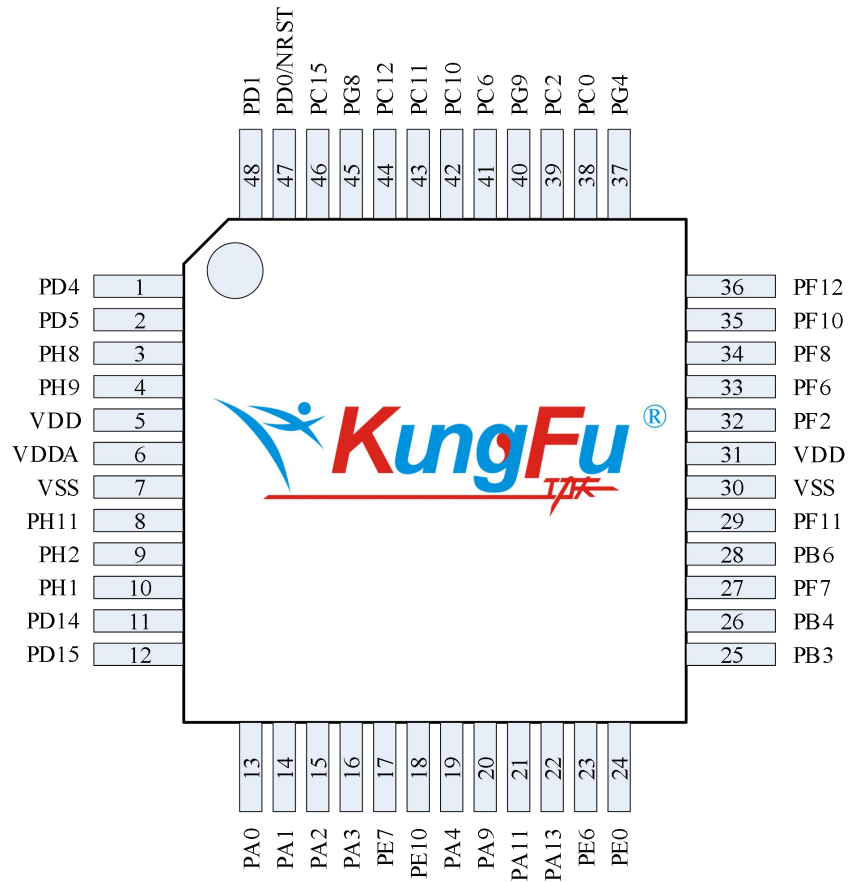 PD1
PD0/NRST
PC15
PG8
PC12
PC11
PC10
PC6
PG9
PC2
PC0
PG4
48
47
46
45
44
43
42
41
40
39
38
37
PD4 1
PD5 2
PH8 3
PH9 4
VDD 5
VDDA 6
VSS 7
PH11 8
PH2 9
PH1 10
PD14 11
PD15 12
KungFu ®
功夫
36 PF12
35 PF10
34 PF8
33 PF6
32 PF2
31 VDD
30 VSS
29 PF11
28 PB6
27 PF7
26 PB4
25 PB3
13
14
15
16
17
18
19
20
21
22
23
24
PA0
PA1
PA2
PA3
PE7
PE10
PA4
PA9
PA11
PA13
PE6
PE0